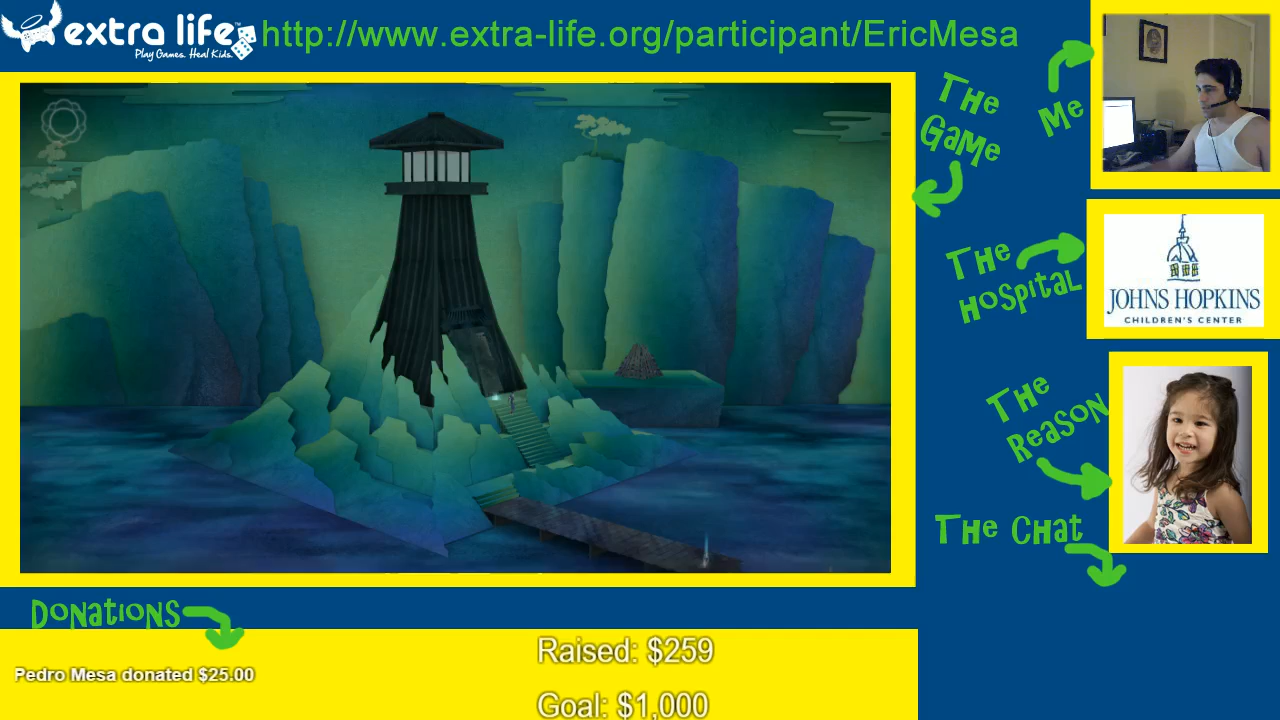 extra life
Play Games. Heal Kids.
http://www.extra-life.org/participant/EricMesa
The Game
Me
The Hospital
JOHNS HOPKINS
CHILDREN'S CENTER
The Reason
The Chat
Donations
Pedro Mesa donated $25.00
Raised: $259
Goal: $1,000